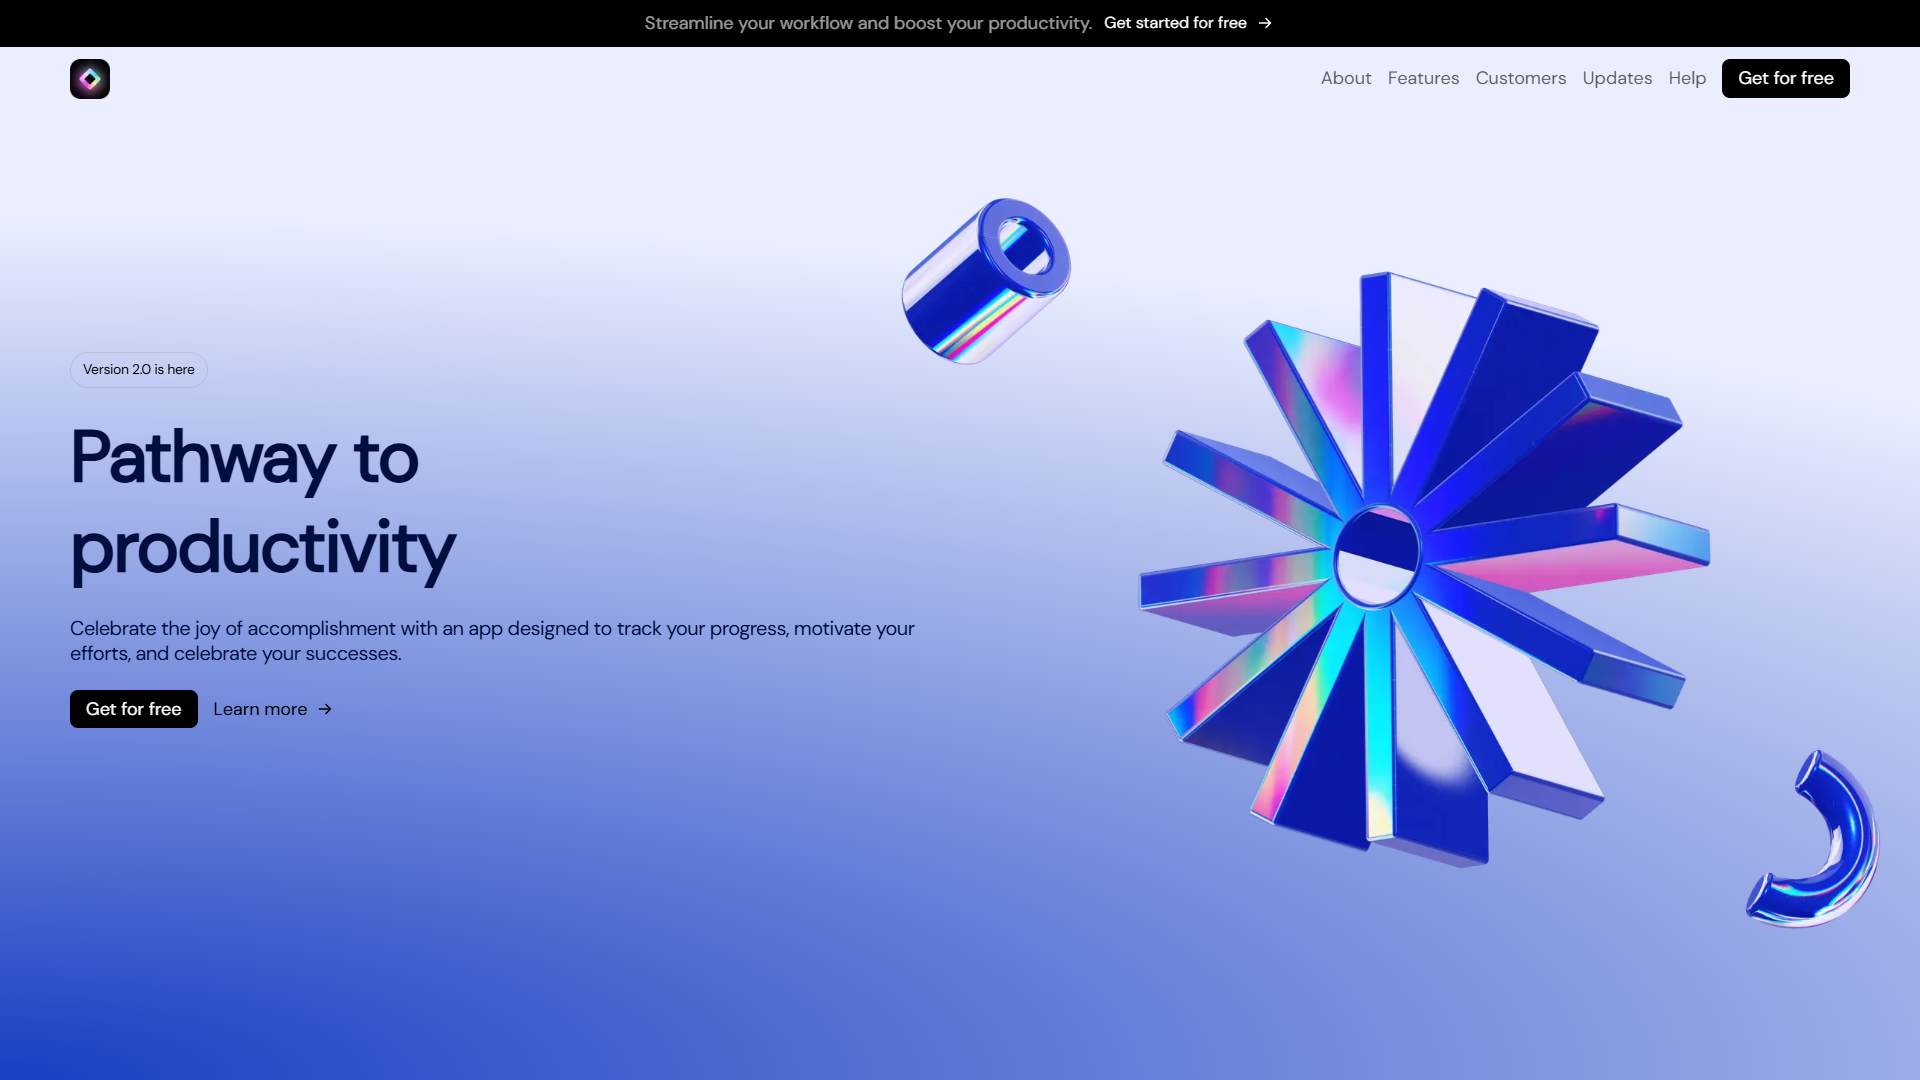 Streamline your workflow and boost your productivity. Get started for free →
About Features Customers Updates Help Get for free
Version 2.0 is here
Pathway to
productivity
Celebrate the joy of accomplishment with an app designed to track your progress, motivate your
efforts, and celebrate your successes.
Get for free Learn more →